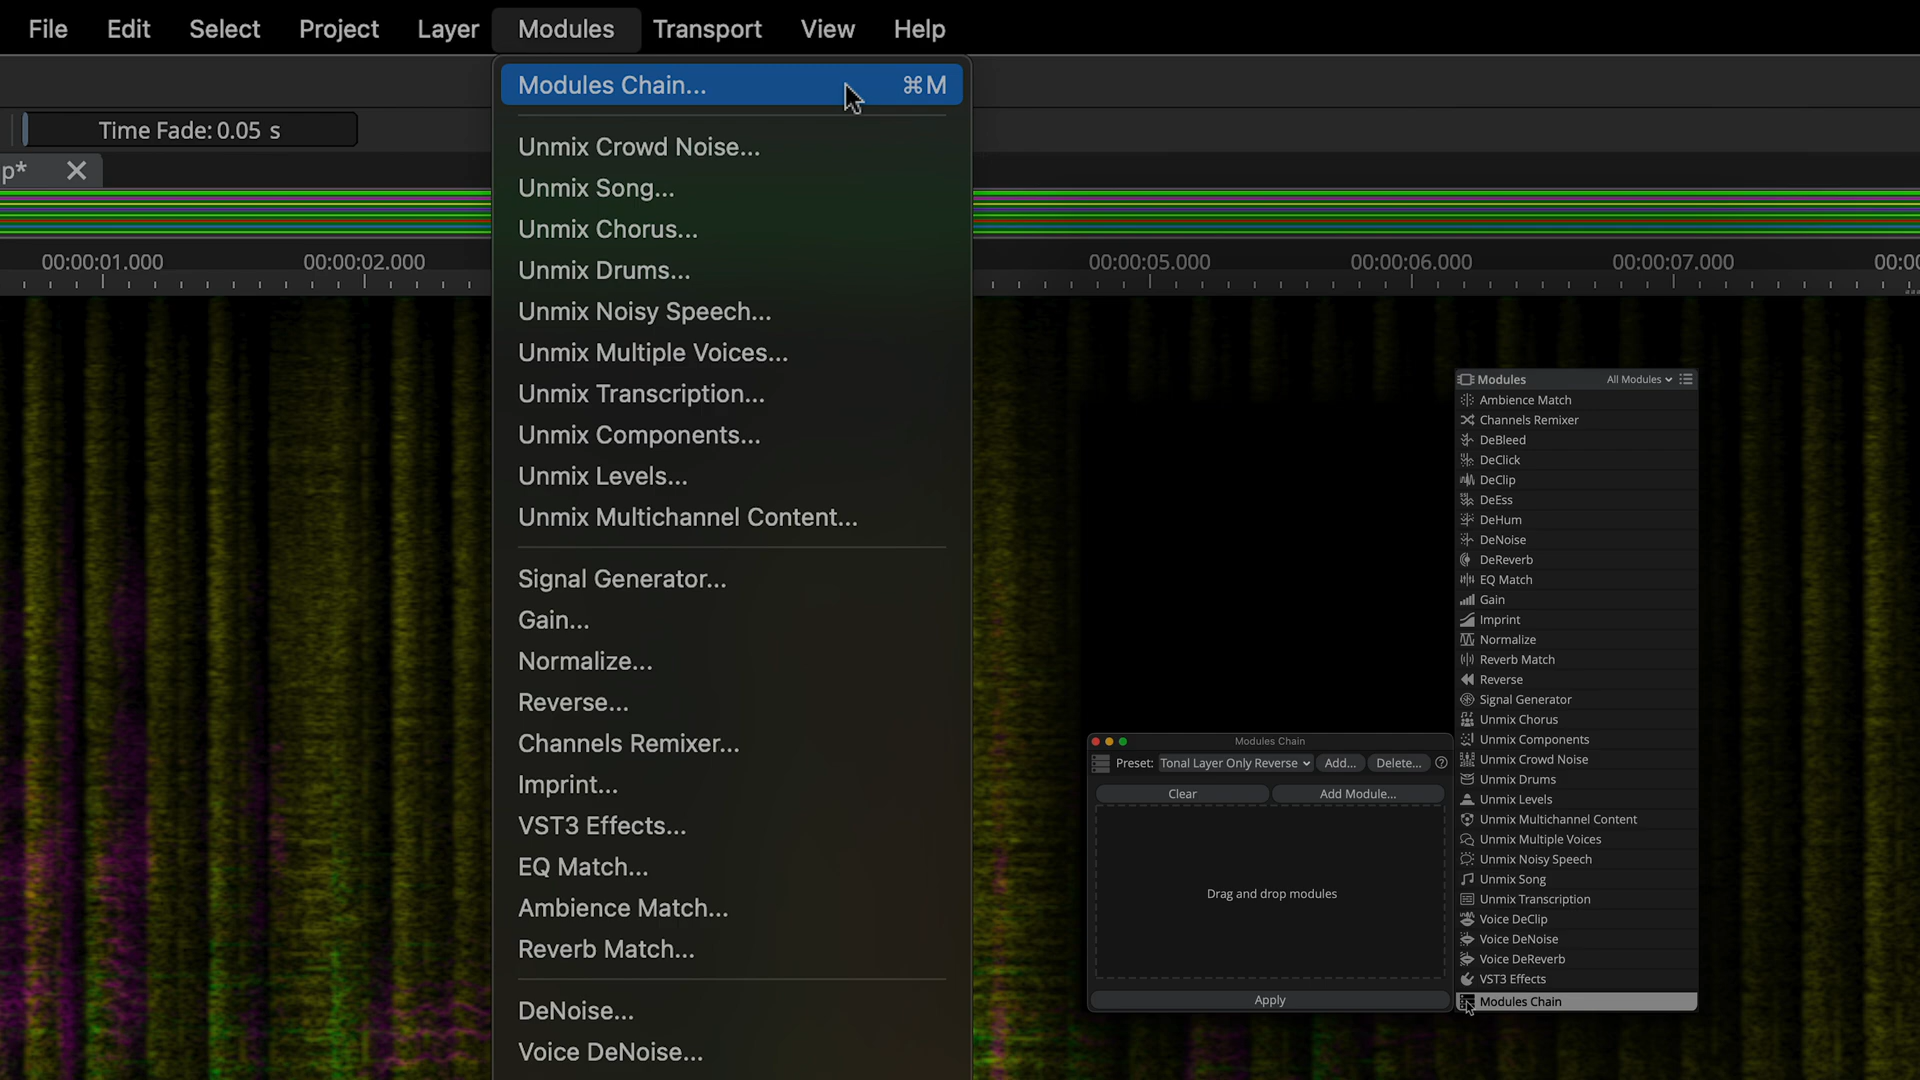 File Edit Select Project Layer Modules Transport View Help
Modules Chain... ⌘M
Time Fade: 0.05 s
p*
Unmix Crowd Noise...
Unmix Song...
Unmix Chorus...
Unmix Drums...
Unmix Noisy Speech...
Unmix Multiple Voices...
Unmix Transcription...
Unmix Components...
Unmix Levels...
Unmix Multichannel Content...
Signal Generator...
Gain...
Normalize...
Reverse...
Channels Remixer...
Imprint...
VST3 Effects...
EQ Match...
Ambience Match...
Reverb Match...
DeNoise...
Voice DeNoise...
00:00:01.000 00:00:02.000 00:00:05.000 00:00:06.000 00:00:07.000 00:0
Modules Chain
Preset: Tonal Layer Only Reverse Add... Delete... ?
Clear Add Module...
Drag and drop modules
Apply
Modules All Modules
Ambience Match
Channels Remixer
DeBleed
DeClick
DeClip
DeEss
DeHum
DeNoise
DeReverb
EQ Match
Gain
Imprint
Normalize
Reverb Match
Reverse
Signal Generator
Unmix Chorus
Unmix Components
Unmix Crowd Noise
Unmix Drums
Unmix Levels
Unmix Multichannel Content
Unmix Multiple Voices
Unmix Noisy Speech
Unmix Song
Unmix Transcription
Voice DeClip
Voice DeNoise
Voice DeReverb
VST3 Effects
Modules Chain